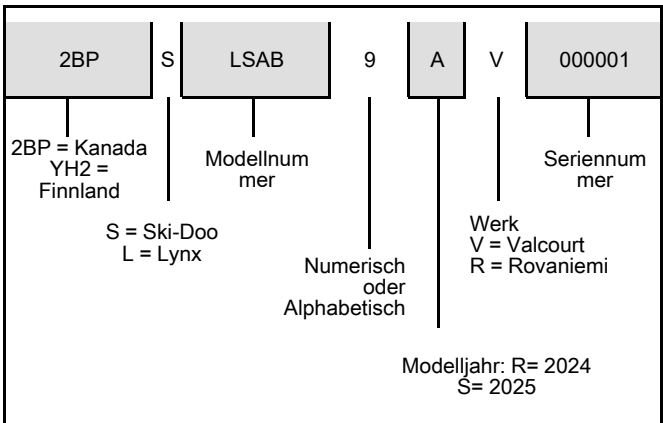 2BP S LSAB 9 A V 000001
2BP = Kanada
YH2 =
Finnland
Modellnum
mer
Seriennum
mer
S = Ski-Doo
L = Lynx
Werk
V = Valcourt
R = Rovaniemi
Numerisch
oder
Alphabetisch
Modelljahr: R= 2024
S= 2025